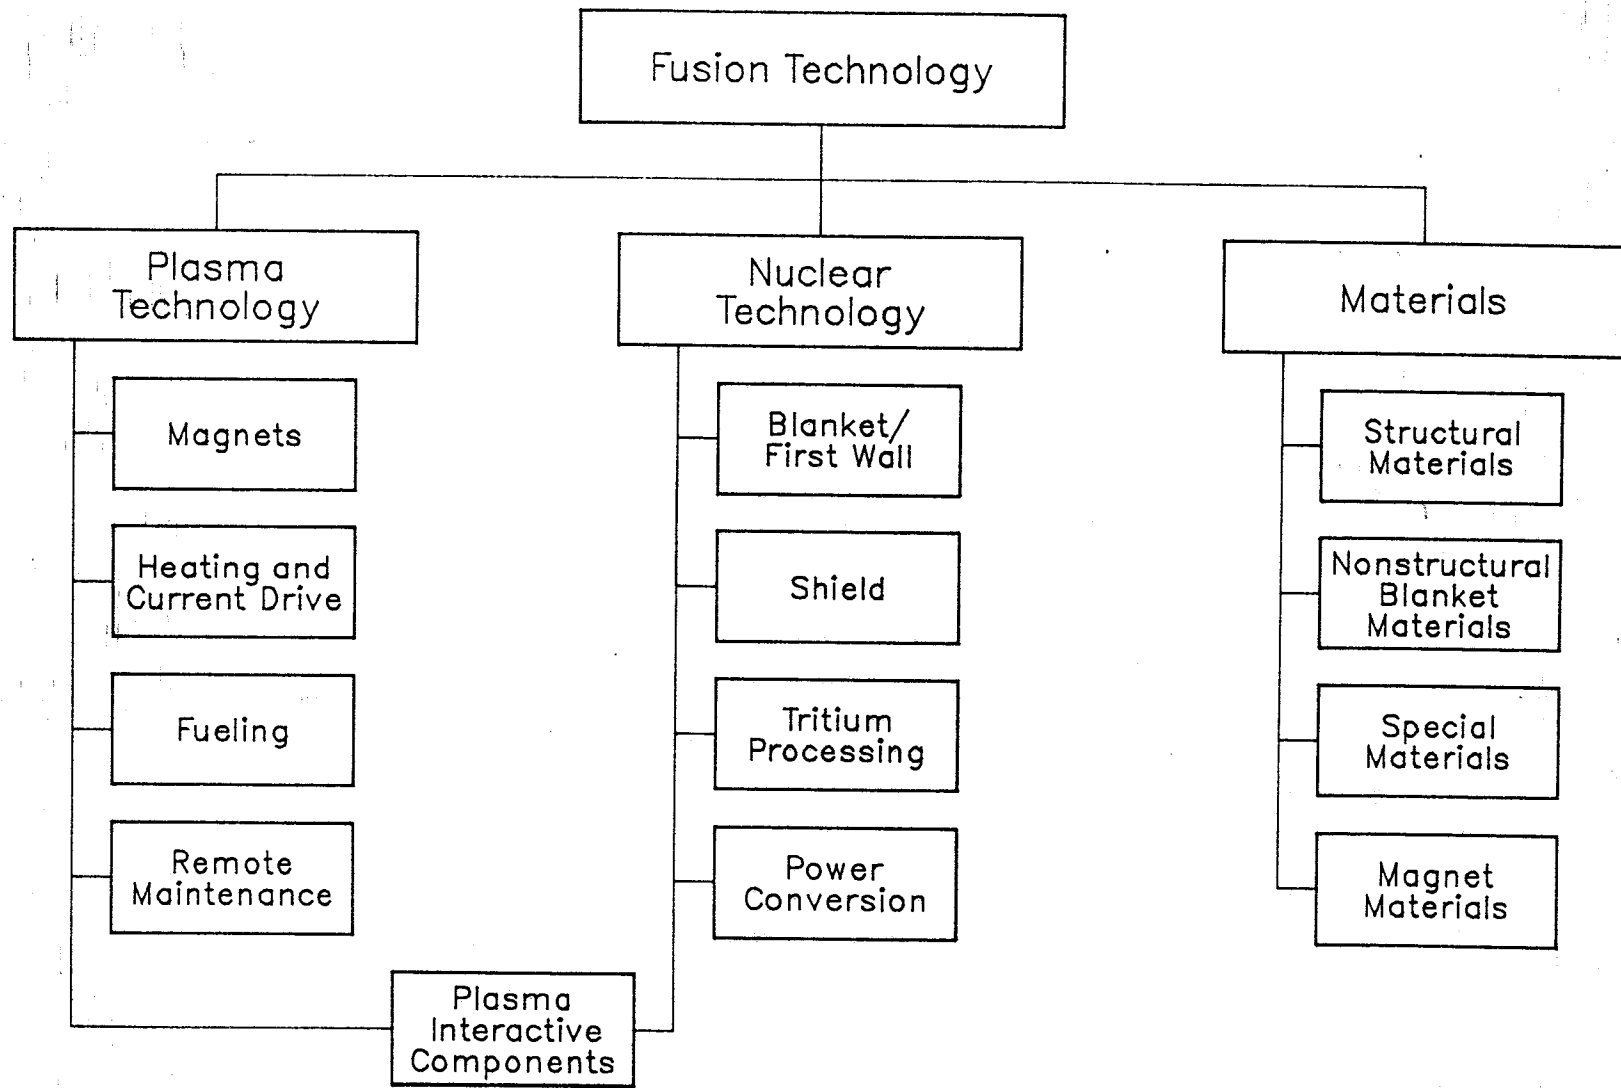 Fusion Technology
Plasma
Technology
Nuclear
Technology
Materials
Magnets
Heating and
Current Drive
Fueling
Remote
Maintenance
Blanket/
First Wall
Shield
Tritium
Processing
Power
Conversion
Plasma
Interactive
Components
Structural
Materials
Nonstructural
Blanket
Materials
Special
Materials
Magnet
Materials